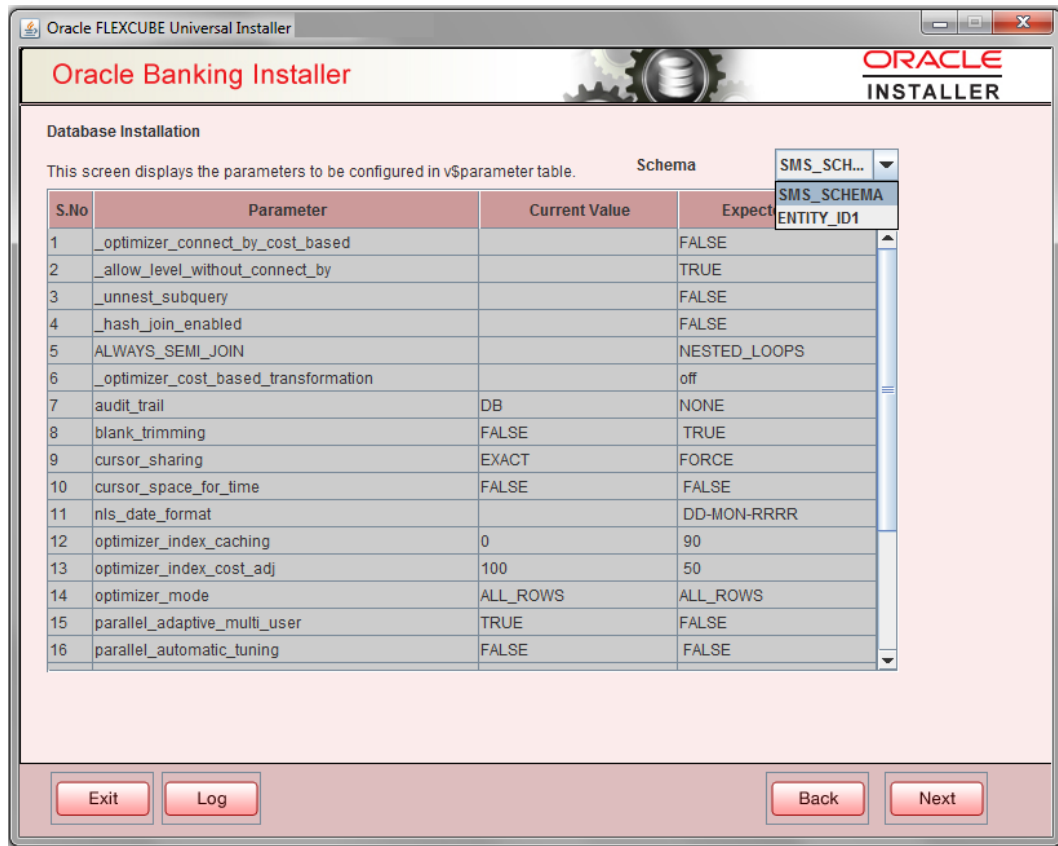 Oracle FLEXCUBE Universal Installer
Oracle Banking Installer
ORACLE
INSTALLER
Database Installation
This screen displays the parameters to be configured in v$parameter table.
Schema
SMS_SCH...
SMS_SCHEMA
ENTITY_ID1
S.No Parameter Current Value
1 _optimizer_connect_by_cost_based FALSE
2 _allow_level_without_connect_by TRUE
3 _unnest_subquery FALSE
4 _hash_join_enabled FALSE
5 ALWAYS_SEMI_JOIN NESTED_LOOPS
6 _optimizer_cost_based_transformation off
7 audit_trail DB NONE
8 blank_trimming FALSE TRUE
9 cursor_sharing EXACT FORCE
10 cursor_space_for_time FALSE FALSE
11 nls_date_format DD-MON-RRRR
12 optimizer_index_caching 0 90
13 optimizer_index_cost_adj 100 50
14 optimizer_mode ALL_ROWS ALL_ROWS
15 parallel_adaptive_multi_user TRUE FALSE
16 parallel_automatic_tuning FALSE FALSE
Exit Log Back Next